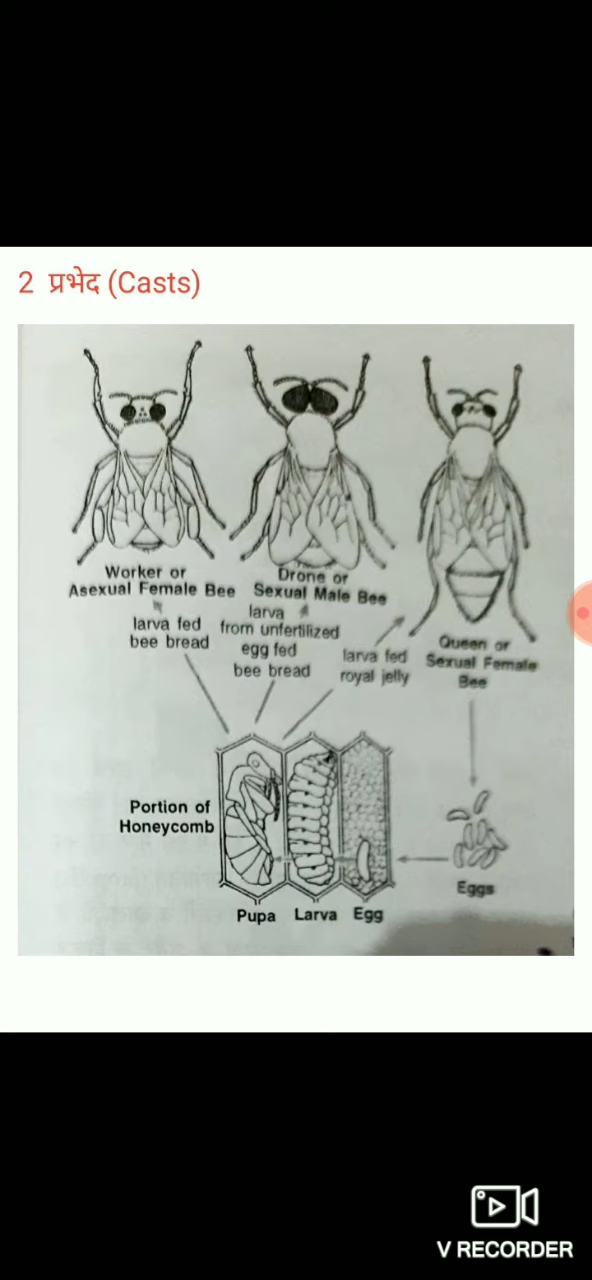 2 प्रभेद (Casts)
Worker or
Asexual Female Bee
Drone or
Sexual Male Bee
Queen or
Sexual Female
Bee
larva fed
bee bread
larva
from unfertilized
egg fed
bee bread
larva fed
royal jelly
Portion of
Honeycomb
Pupa Larva Egg
Eggs
V RECORDER